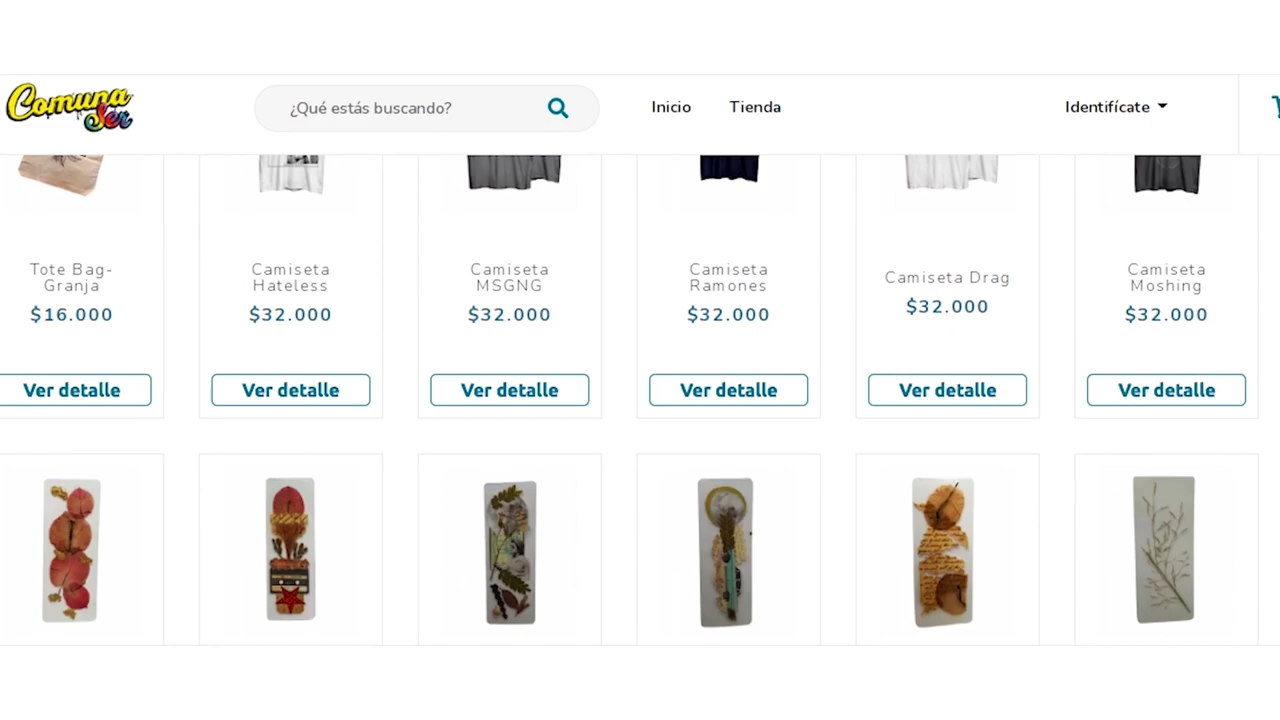 Comuna
Ser
¿Qué estás buscando?
Inicio
Tienda
Identifícate
Tote Bag-
Granja
$16.000
Ver detalle
Camiseta
Hateless
$32.000
Ver detalle
Camiseta
MSGNG
$32.000
Ver detalle
Camiseta
Ramones
$32.000
Ver detalle
Camiseta Drag
$32.000
Ver detalle
Camiseta
Moshing
$32.000
Ver detalle